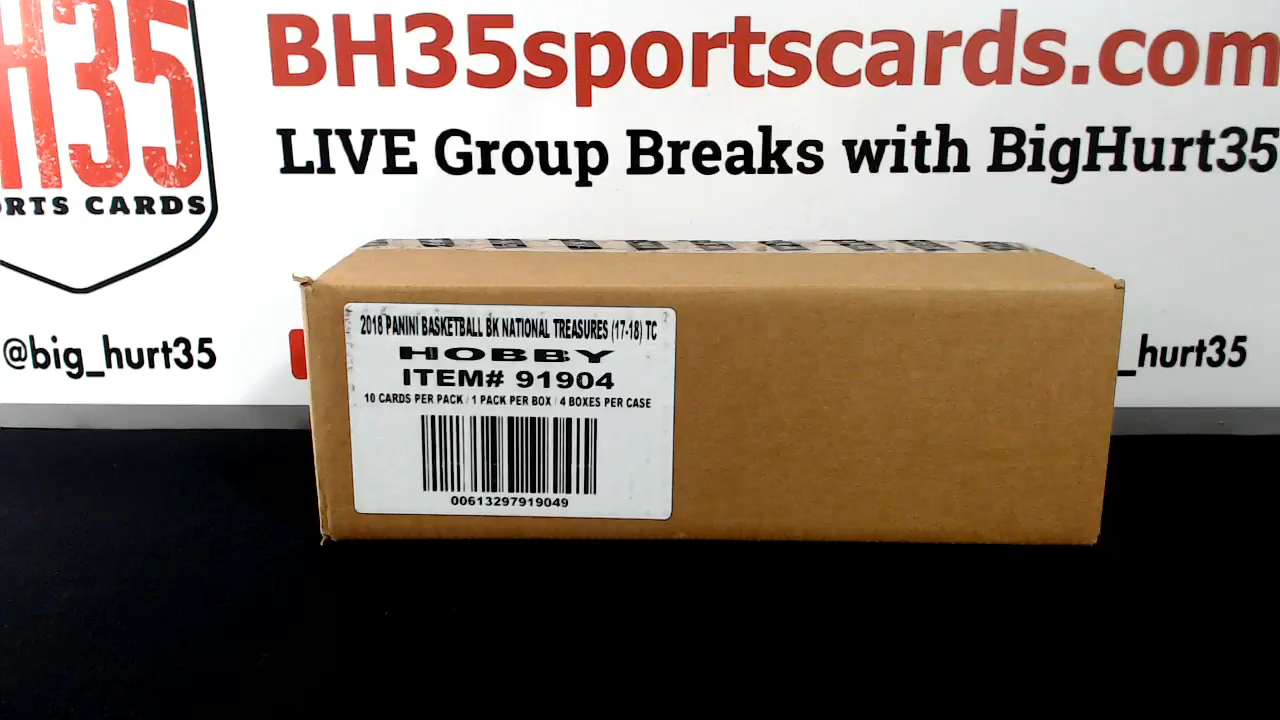 H35
RTS CARDS
BH35sportscards.com
LIVE Group Breaks with BigHurt35
@big_hurt35
_hurt35
2018 PANINI BASKETBALL BK NATIONAL TREASURES (17-18) TC
HOBBY
ITEM# 91904
10 CARDS PER PACK / 1 PACK PER BOX / 4 BOXES PER CASE
00613297919049